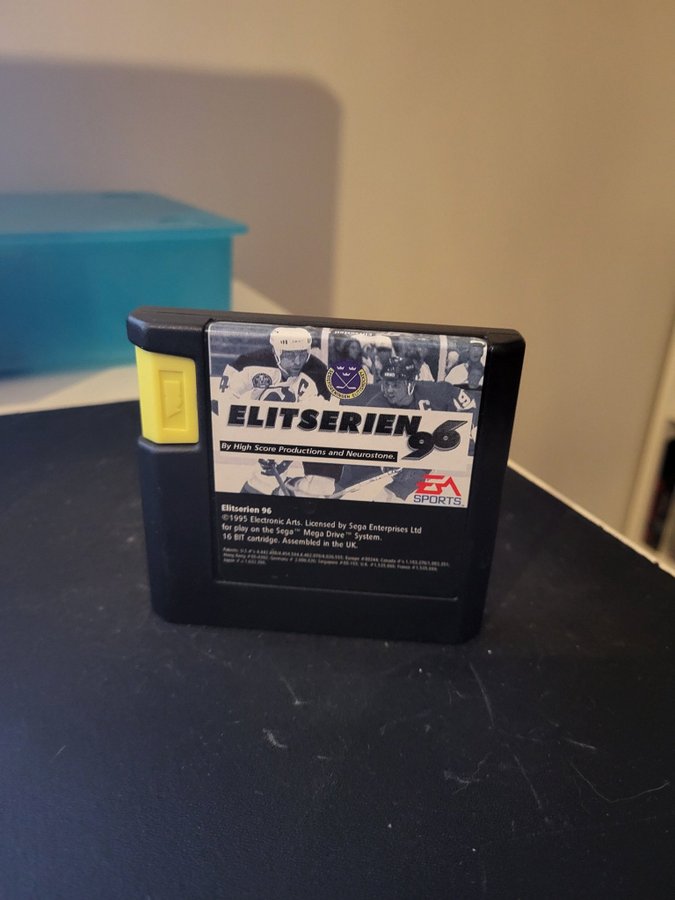 ELITSERIEN
96
By High Score Productions and Neurostone.
EA
SPORTS
Elitserien 96
©1995 Electronic Arts. Licensed by Sega Enterprises Ltd
for play on the Sega™ Mega Drive™ System.
16 BIT cartridge. Assembled in the UK.